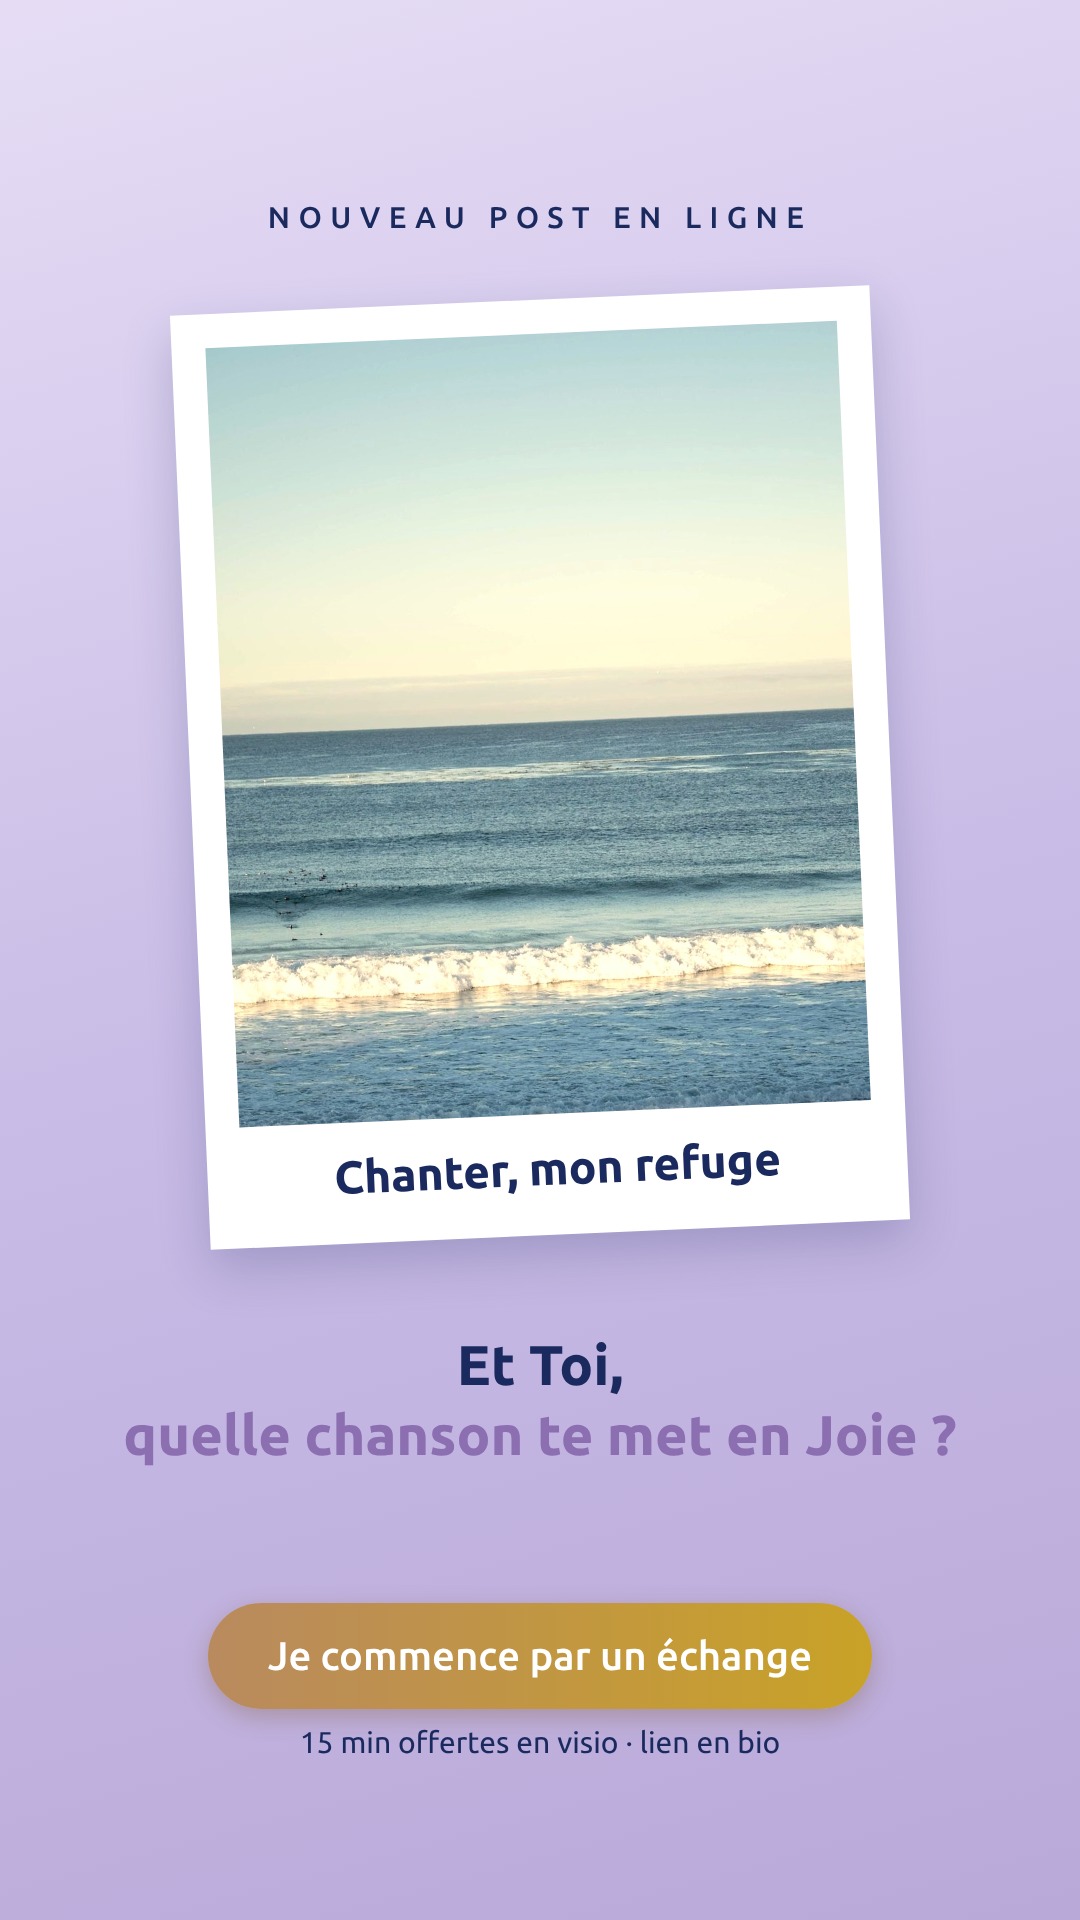 NOUVEAU POST EN LIGNE
Chanter, mon refuge
Et Toi,
quelle chanson te met en Joie ?
Je commence par un échange
15 min offertes en visio · lien en bio